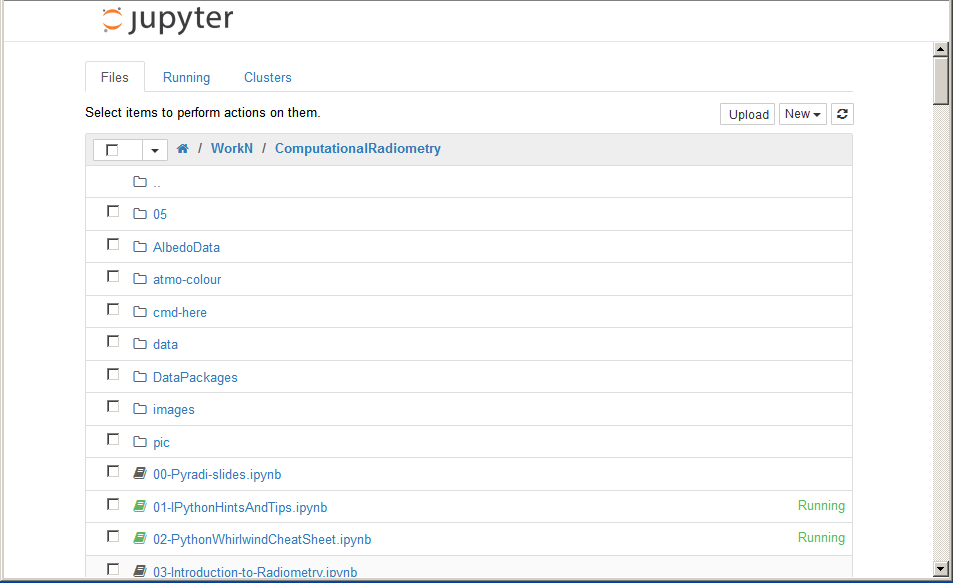 jupyter
Files Running Clusters
Select items to perform actions on them. Upload New
/ WorkN / ComputationalRadiometry
..
05
AlbedoData
atmo-colour
cmd-here
data
DataPackages
images
pic
00-Pyradi-slides.ipynb
01-IPythonHintsAndTips.ipynb Running
02-PythonWhirlwindCheatSheet.ipynb Running
03-Introduction-to-Radiometry.ipynb